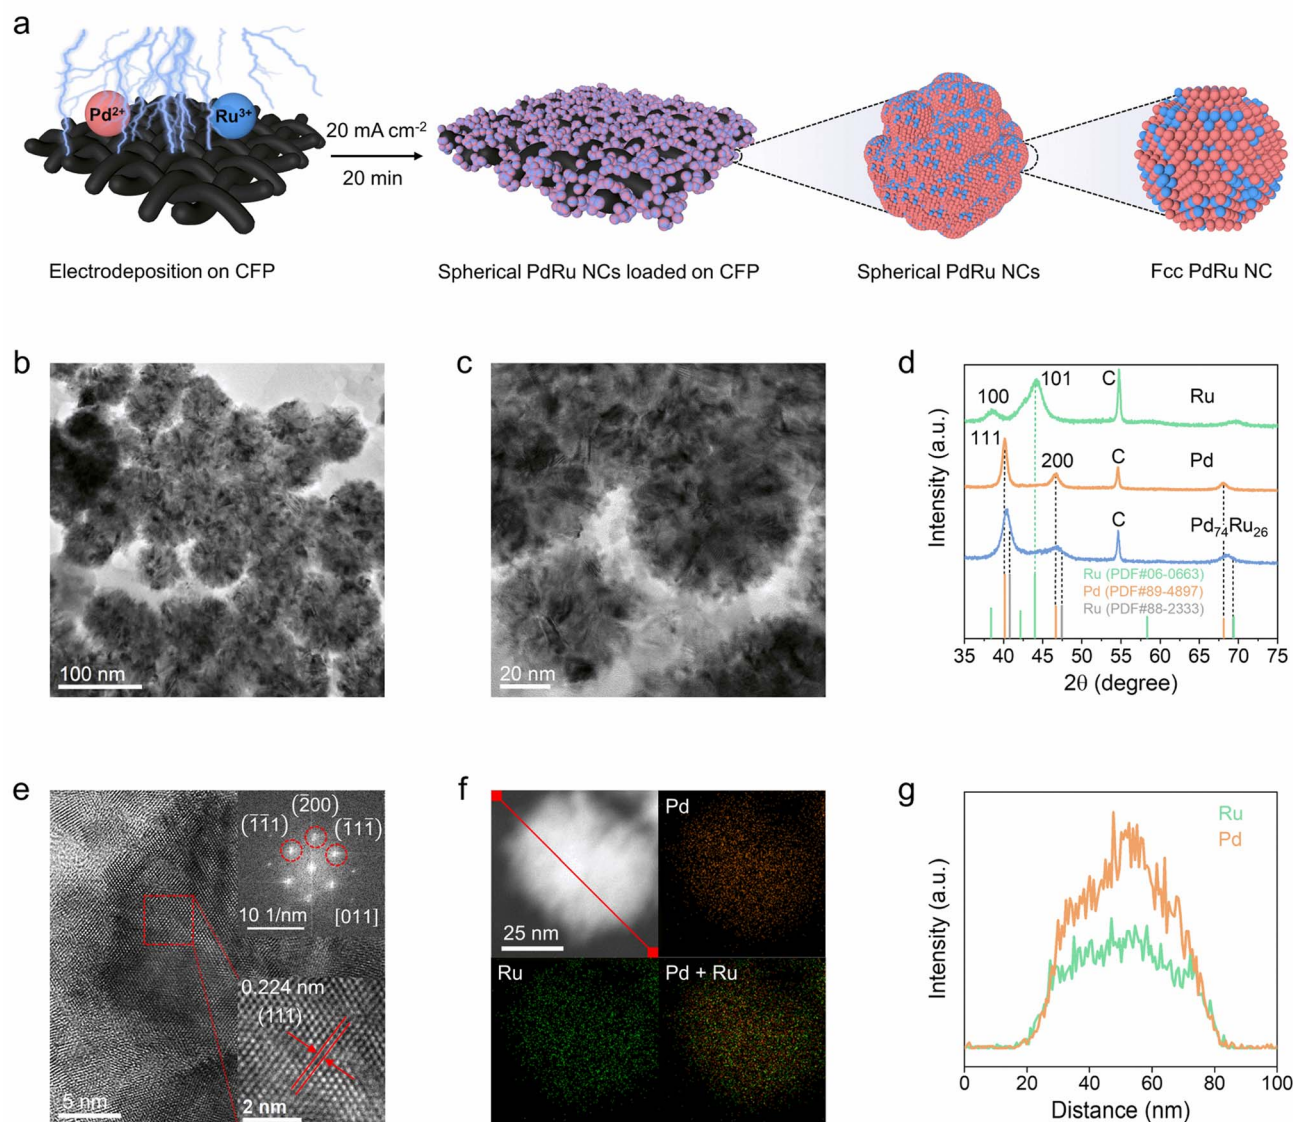 a
Pd²⁺
Ru³⁺
20 mA cm⁻²
20 min
Electrodeposition on CFP
Spherical PdRu NCs loaded on CFP
Spherical PdRu NCs
Fcc PdRu NC
b
100 nm
c
20 nm
d
100
101
C
Ru
111
200
C
Pd
C
Pd₇₄Ru₂₆
Ru (PDF#06-0663)
Pd (PDF#89-4897)
Ru (PDF#88-2333)
Intensity (a.u.)
35 40 45 50 55 60 65 70 75
2θ (degree)
e
(2̄00)
(1̄1̄1)
(1̄11̄)
10 1/nm
[011]
0.224 nm
(111)
5 nm
2 nm
f
Pd
25 nm
Ru
Pd + Ru
g
Ru
Pd
Intensity (a.u.)
0 20 40 60 80 100
Distance (nm)